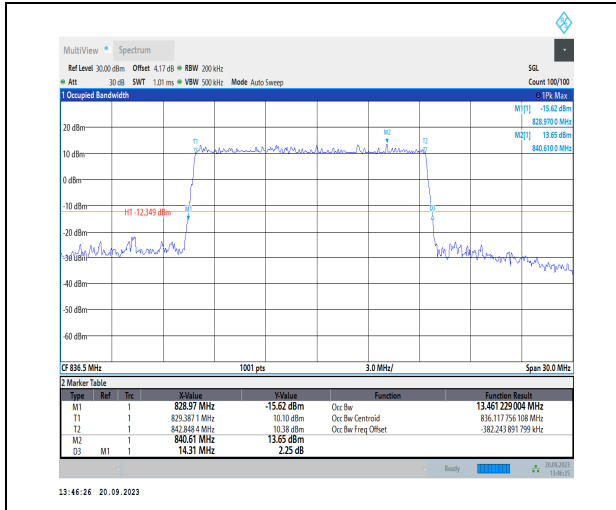 MultiView Spectrum
Ref Level 30.00 dBm Offset 4.17 dB RBW 200 kHz SGL
Att 30 dB SWT 1.01 ms VBW 500 kHz Mode Auto Sweep Count 100/100
1 Occupied Bandwidth 1Pk Max
M1[1] -15.62 dBm
828.9700 MHz
M2[1] 13.65 dBm
840.6100 MHz
20 dBm
M2
T1 T2
10 dBm
0 dBm
-10 dBm
M1 D3
H1 -12.349 dBm
-20 dBm
-30 dBm
-40 dBm
-50 dBm
-60 dBm
CF 836.5 MHz 1001 pts 3.0 MHz/ Span 30.0 MHz
2 Marker Table
Type Ref Trc X-Value Y-Value Function Function Result
M1 1 828.97 MHz -15.62 dBm Occ Bw 13.461 229 004 MHz
T1 1 829.387 1 MHz 10.10 dBm Occ Bw Centroid 836.117 756 108 MHz
T2 1 842.848 4 MHz 10.38 dBm Occ Bw Freq Offset -382.243 891 799 kHz
M2 1 840.61 MHz 13.65 dBm
D3 M1 1 14.31 MHz 2.25 dB
Ready 20.09.2023
13:46:25
13:46:26 20.09.2023